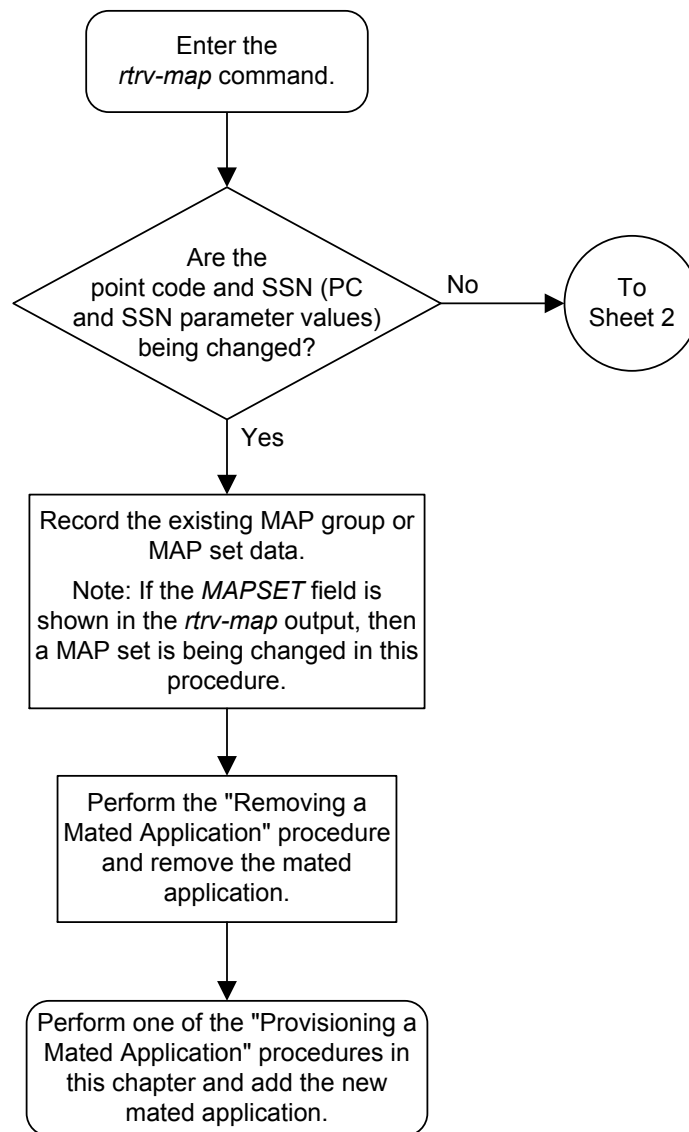 Enter the
rtrv-map command.
Are the
point code and SSN (PC
and SSN parameter values)
being changed?
No
To
Sheet 2
Yes
Record the existing MAP group or
MAP set data.
Note: If the MAPSET field is
shown in the rtrv-map output, then
a MAP set is being changed in this
procedure.
Perform the "Removing a
Mated Application" procedure
and remove the mated
application.
Perform one of the "Provisioning a
Mated Application" procedures in
this chapter and add the new
mated application.